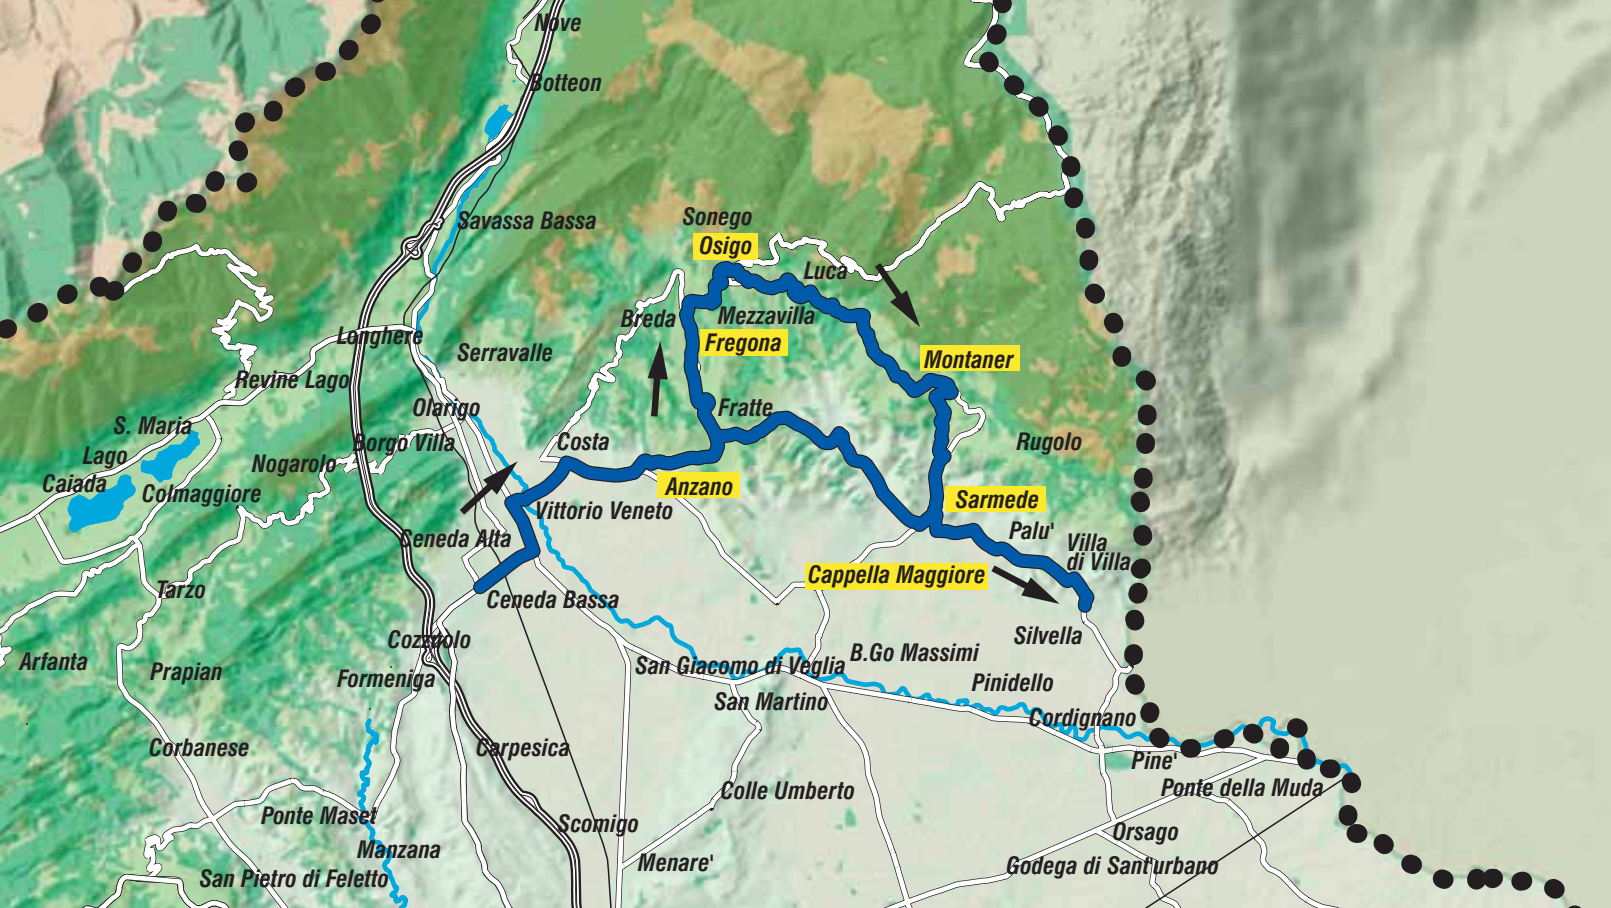 Nove
Botteon
Sonego
Savassa Bassa
Osigo
Luca
Mezzavilla
Breda
Longhere
Fregona
Serravalle
Montaner
Revine Lago
Olarigo
Fratte
S. Maria
Borgo Villa
Costa
Rugolo
Lago
Nogarolo
Caiada
Colmaggiore
Anzano
Sarmede
Vittorio Veneto
Palu'
Ceneda Alta
Villa
di Villa
Cappella Maggiore
Tarzo
Ceneda Bassa
Silvella
Cozzuolo
B.Go Massimi
Arfanta
San Giacomo di Veglia
Prapian
Formeniga
Pinidello
San Martino
Cordignano
Corbanese
Carpesica
Pine'
Ponte della Muda
Colle Umberto
Ponte Maset
Scomigo
Orsago
Manzana
Menare'
Godega di Sant'urbano
San Pietro di Feletto